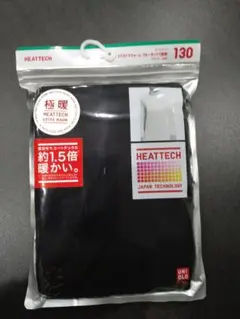 HEATTECH
130
極暖
HEATTECH
EXTRA WARM
約1.5倍
暖かい。
HEATTECH
JAPAN TECHNOLOGY
UNI
QLO